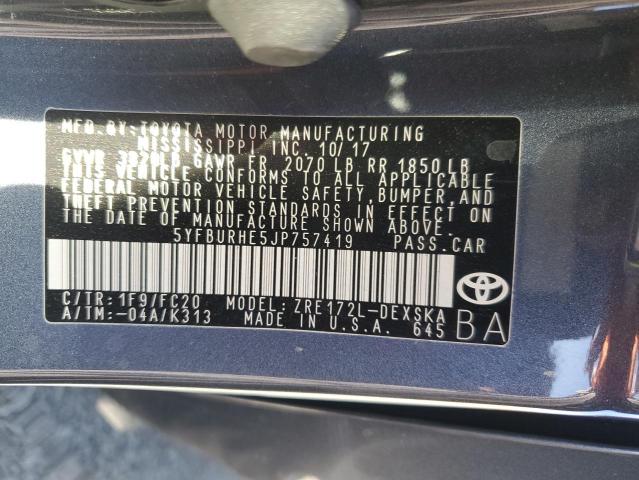 MFD. BY:TOYOTA MOTOR MANUFACTURING
MISSISSIPPI INC. 10/17
GVWR 3820LB GAWR FR 2070 LB RR 1850 LB
THIS VEHICLE CONFORMS TO ALL APPLICABLE
FEDERAL MOTOR VEHICLE SAFETY,BUMPER,AND
THEFT PREVENTION STANDARDS IN EFFECT ON
THE DATE OF MANUFACTURE SHOWN ABOVE.
5YFBURHE5JP757419 PASS.CAR
C/TR:1F9/FC20 MODEL:ZRE172L-DEXSKA
A/TM:-04A/K313 MADE IN U.S.A. 645
BA